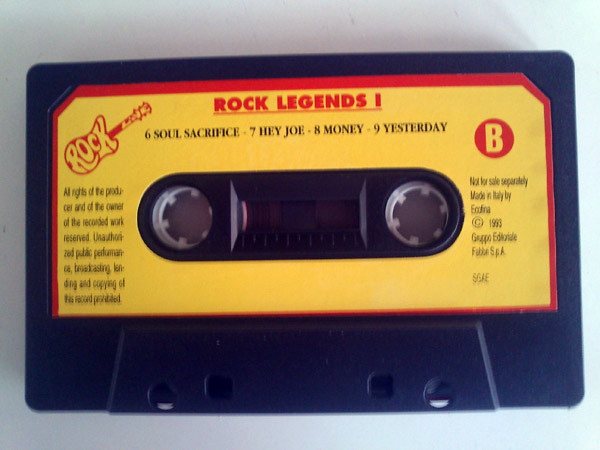 ROCK LEGENDS I
6 SOUL SACRIFICE - 7 HEY JOE - 8 MONEY - 9 YESTERDAY
ROCK
B
All rights of the produ-
cer and of the owner
of the recorded work
reserved. Unauthori-
zed public performan-
ce, broadcasting, len-
ding and copying of
this record prohibited.
Not for sale separately
Made in Italy by
Ecofina
© 1993
Gruppo Editoriale
Fabbri S.p.A.
SIAE